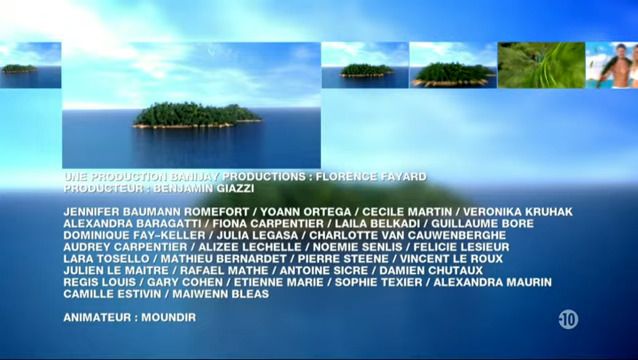 UNE PRODUCTION BANIJAY PRODUCTIONS : FLORENCE FAYARD
PRODUCTEUR : BENJAMIN GIAZZI
JENNIFER BAUMANN ROMEFORT / YOANN ORTEGA / CECILE MARTIN / VERONIKA KRUHAK
ALEXANDRA BARAGATTI / FIONA CARPENTIER / LAILA BELKADI / GUILLAUME BORE
DOMINIQUE FAY-KELLER / JULIA LEGASA / CHARLOTTE VAN CAUWENBERGHE
AUDREY CARPENTIER / ALIZEE LECHELLE / NOEMIE SENLIS / FELICIE LESIEUR
LARA TOSELLO / MATHIEU BERNARDET / PIERRE STEENE / VINCENT LE ROUX
JULIEN LE MAITRE / RAFAEL MATHE / ANTOINE SICRE / DAMIEN CHUTAUX
REGIS LOUIS / GARY COHEN / ETIENNE MARIE / SOPHIE TEXIER / ALEXANDRA MAURIN
CAMILLE ESTIVIN / MAIWENN BLEAS
ANIMATEUR : MOUNDIR
-10